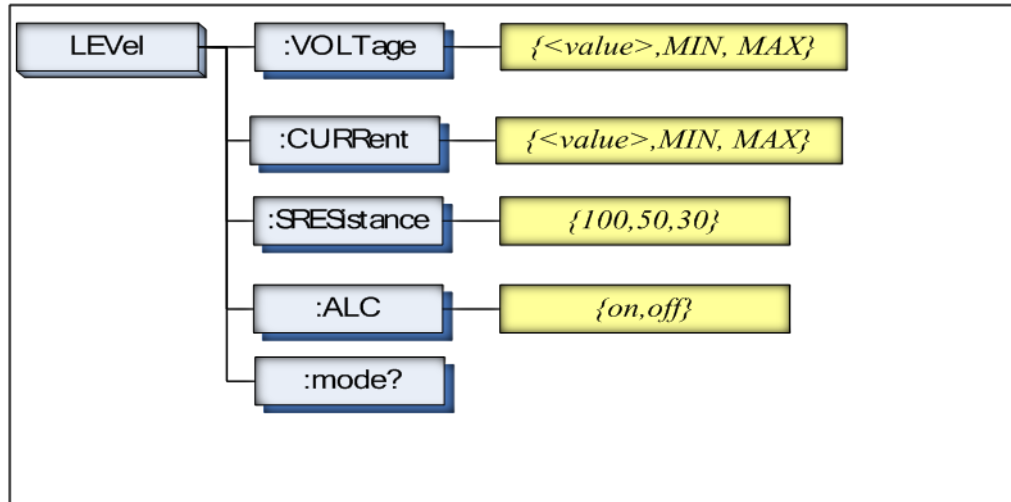 LEVel :VOLTage {<value>,MIN, MAX}
:CURRent {<value>,MIN, MAX}
:SRESistance {100,50,30}
:ALC {on,off}
:mode?